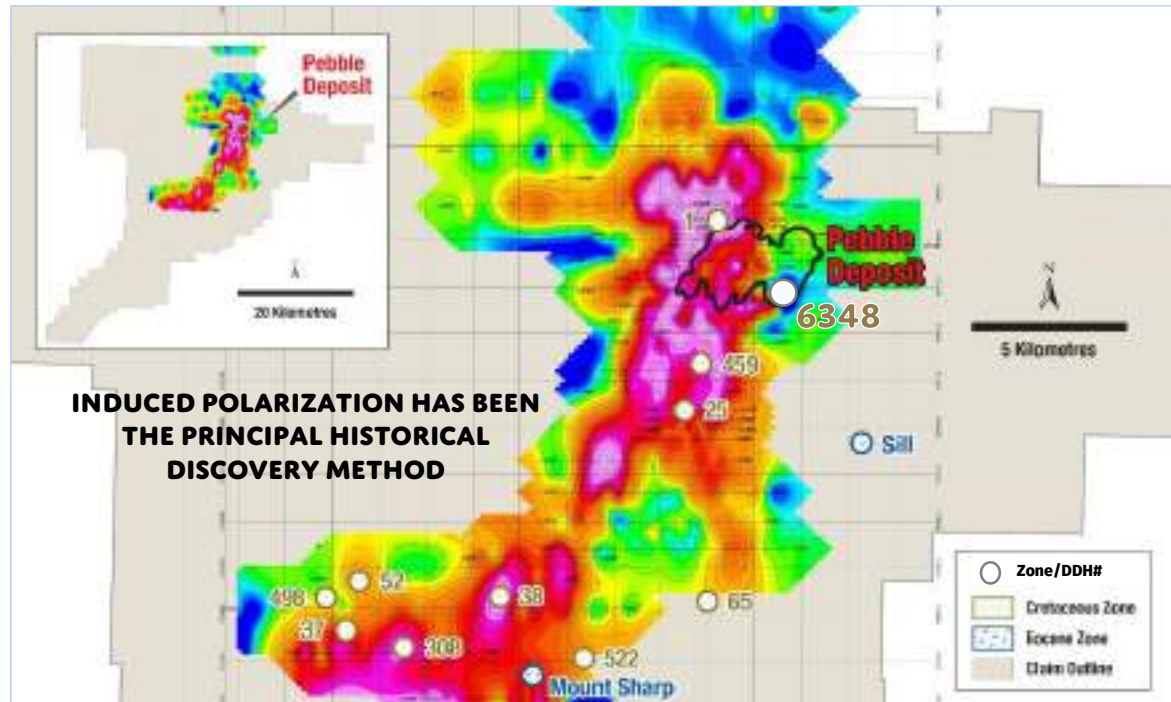 Pebble
Deposit
N
20 Kilometres
1
Pebble
Deposit
6348
N
5 Kilometres
459
25
INDUCED POLARIZATION HAS BEEN
THE PRINCIPAL HISTORICAL
DISCOVERY METHOD
Sill
52
498
38
65
37
308
522
Mount Sharp
Zone/DDH#
Cretaceous Zone
Eocene Zone
Claim Outline